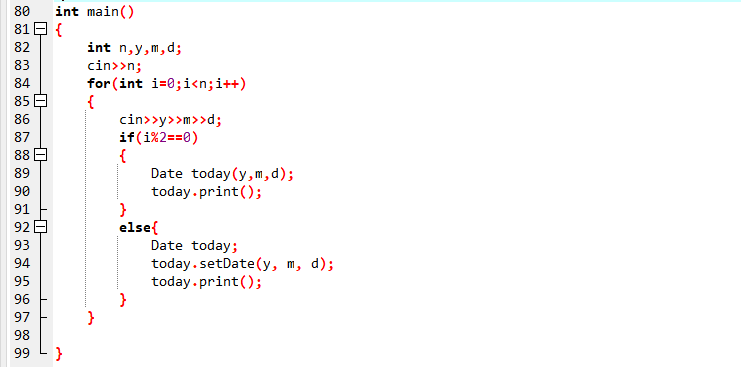 80 int main()
81 {
82 int n,y,m,d;
83 cin>>n;
84 for(int i=0;i<n;i++)
85 {
86 cin>>y>>m>>d;
87 if(i%2==0)
88 {
89 Date today(y,m,d);
90 today.print();
91 }
92 else{
93 Date today;
94 today.setDate(y, m, d);
95 today.print();
96 }
97 }
98
99 }